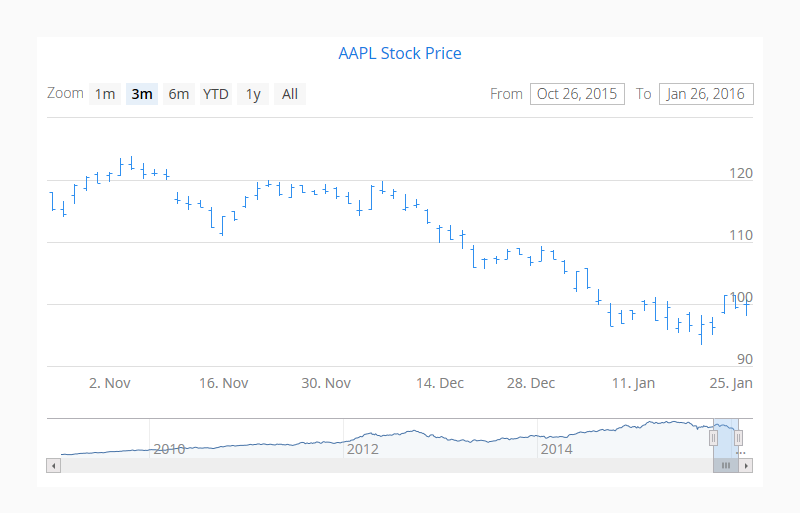 AAPL Stock Price
Zoom 1m 3m 6m YTD 1y All From Oct 26, 2015 To Jan 26, 2016
120
110
100
90
2. Nov 16. Nov 30. Nov 14. Dec 28. Dec 11. Jan 25. Jan
2010 2012 2014 ...